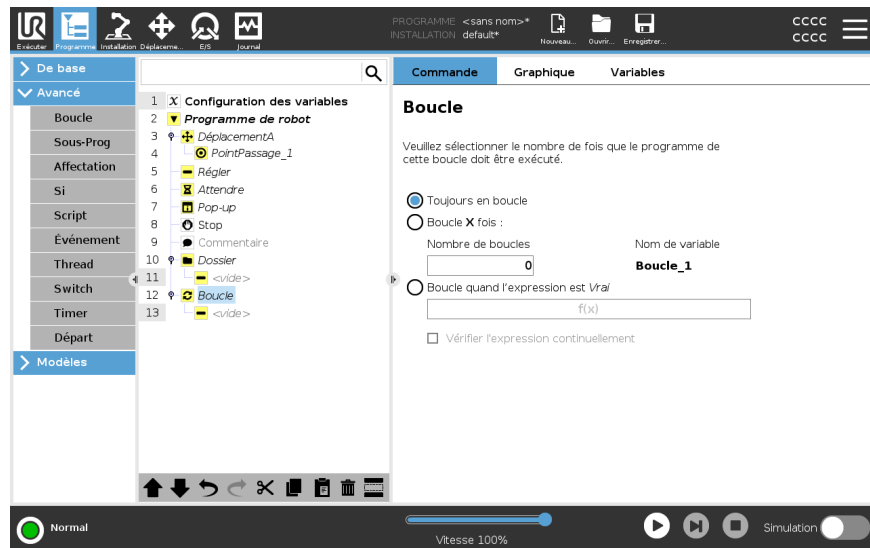 PROGRAMME <sans nom>*
INSTALLATION default*
UR
Exécuter
Programme
Installation
Déplaceme...
E/S
Journal
Nouveau...
Ouvrir...
Enregistrer...
CCCC
CCCC
De base
Avancé
Boucle
Sous-Prog
Affectation
Si
Script
Événement
Thread
Switch
Timer
Départ
Modèles
1 X Configuration des variables
2 Programme de robot
3 DéplacementA
4 PointPassage_1
5 Régler
6 Attendre
7 Pop-up
8 Stop
9 Commentaire
10 Dossier
11 <vide>
12 Boucle
13 <vide>
Commande Graphique Variables
Boucle
Veuillez sélectionner le nombre de fois que le programme de
cette boucle doit être exécuté.
Toujours en boucle
Boucle X fois :
Nombre de boucles Nom de variable
0 Boucle_1
Boucle quand l'expression est Vrai
f(x)
Vérifier l'expression continuellement
Normal
Vitesse 100%
Simulation